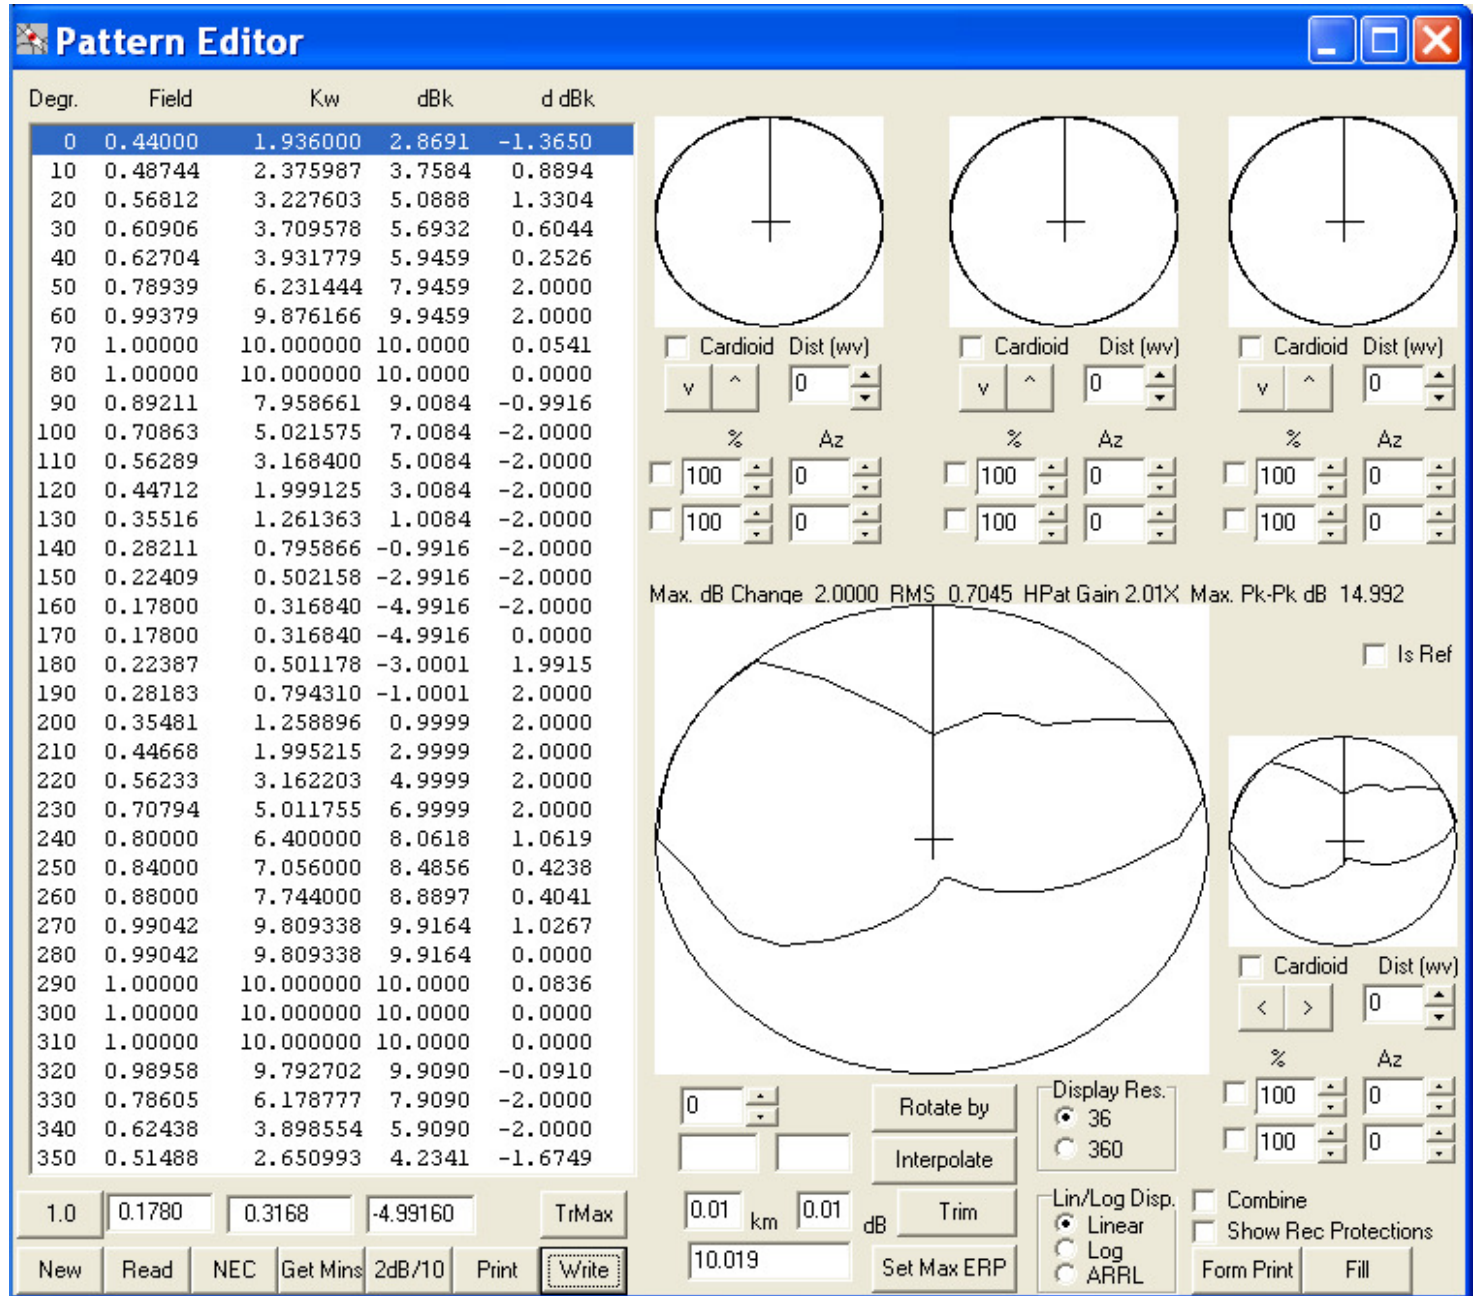 Pattern Editor
Degr. Field Kw dBk d dBk
0 0.44000 1.936000 2.8691 -1.3650
10 0.48744 2.375987 3.7584 0.8894
20 0.56812 3.227603 5.0888 1.3304
30 0.60906 3.709578 5.6932 0.6044
40 0.62704 3.931779 5.9459 0.2526
50 0.78939 6.231444 7.9459 2.0000
60 0.99379 9.876166 9.9459 2.0000
70 1.00000 10.000000 10.0000 0.0541
80 1.00000 10.000000 10.0000 0.0000
90 0.89211 7.958661 9.0084 -0.9916
100 0.70863 5.021575 7.0084 -2.0000
110 0.56289 3.168400 5.0084 -2.0000
120 0.44712 1.999125 3.0084 -2.0000
130 0.35516 1.261363 1.0084 -2.0000
140 0.28211 0.795866 -0.9916 -2.0000
150 0.22409 0.502158 -2.9916 -2.0000
160 0.17800 0.316840 -4.9916 -2.0000
170 0.17800 0.316840 -4.9916 0.0000
180 0.22387 0.501178 -3.0001 1.9915
190 0.28183 0.794310 -1.0001 2.0000
200 0.35481 1.258896 0.9999 2.0000
210 0.44668 1.995215 2.9999 2.0000
220 0.56233 3.162203 4.9999 2.0000
230 0.70794 5.011755 6.9999 2.0000
240 0.80000 6.400000 8.0618 1.0619
250 0.84000 7.056000 8.4856 0.4238
260 0.88000 7.744000 8.8897 0.4041
270 0.99042 9.809338 9.9164 1.0267
280 0.99042 9.809338 9.9164 0.0000
290 1.00000 10.000000 10.0000 0.0836
300 1.00000 10.000000 10.0000 0.0000
310 1.00000 10.000000 10.0000 0.0000
320 0.98958 9.792702 9.9090 -0.0910
330 0.78605 6.178777 7.9090 -2.0000
340 0.62438 3.898554 5.9090 -2.0000
350 0.51488 2.650993 4.2341 -1.6749
1.0 0.1780 0.3168 -4.99160 TrMax
New Read NEC Get Mins 2dB/10 Print Write
Cardioid Dist (wv) Cardioid Dist (wv) Cardioid Dist (wv)
v ^ 0 v ^ 0 v ^ 0
% Az % Az % Az
100 0 100 0 100 0
100 0 100 0 100 0
Max. dB Change 2.0000 RMS 0.7045 HPat Gain 2.01X Max. Pk-Pk dB 14.992
Is Ref
Cardioid Dist (wv)
< > 0
% Az
100 0
100 0
0 Rotate by
Interpolate
Display Res.
36
360
0.01 km 0.01 dB Trim
10.019 Set Max ERP
Lin/Log Disp.
Linear
Log
ARRL
Combine
Show Rec Protections
Form Print Fill